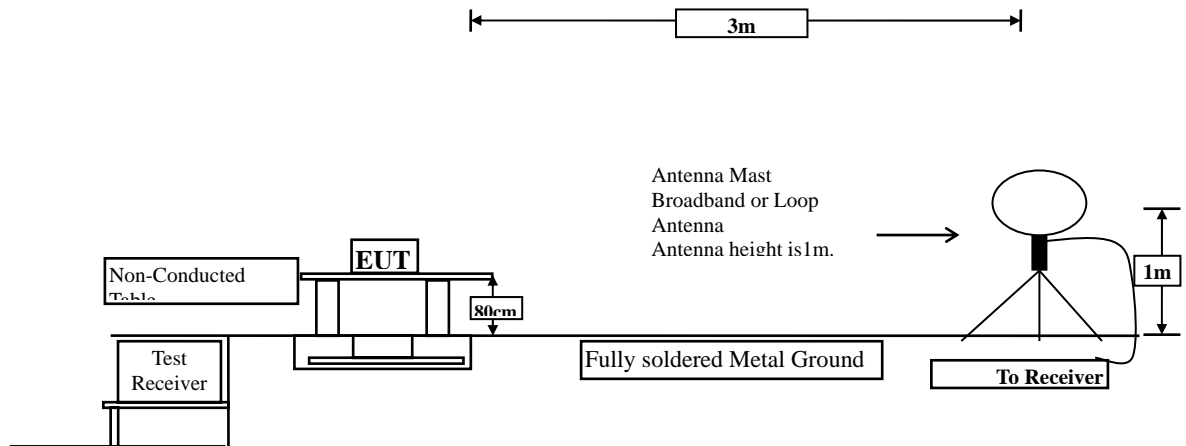 3m
Antenna Mast
Broadband or Loop
Antenna
Antenna height is1m.
EUT
Non-Conducted
Table
80cm
1m
Test
Receiver
Fully soldered Metal Ground
To Receiver